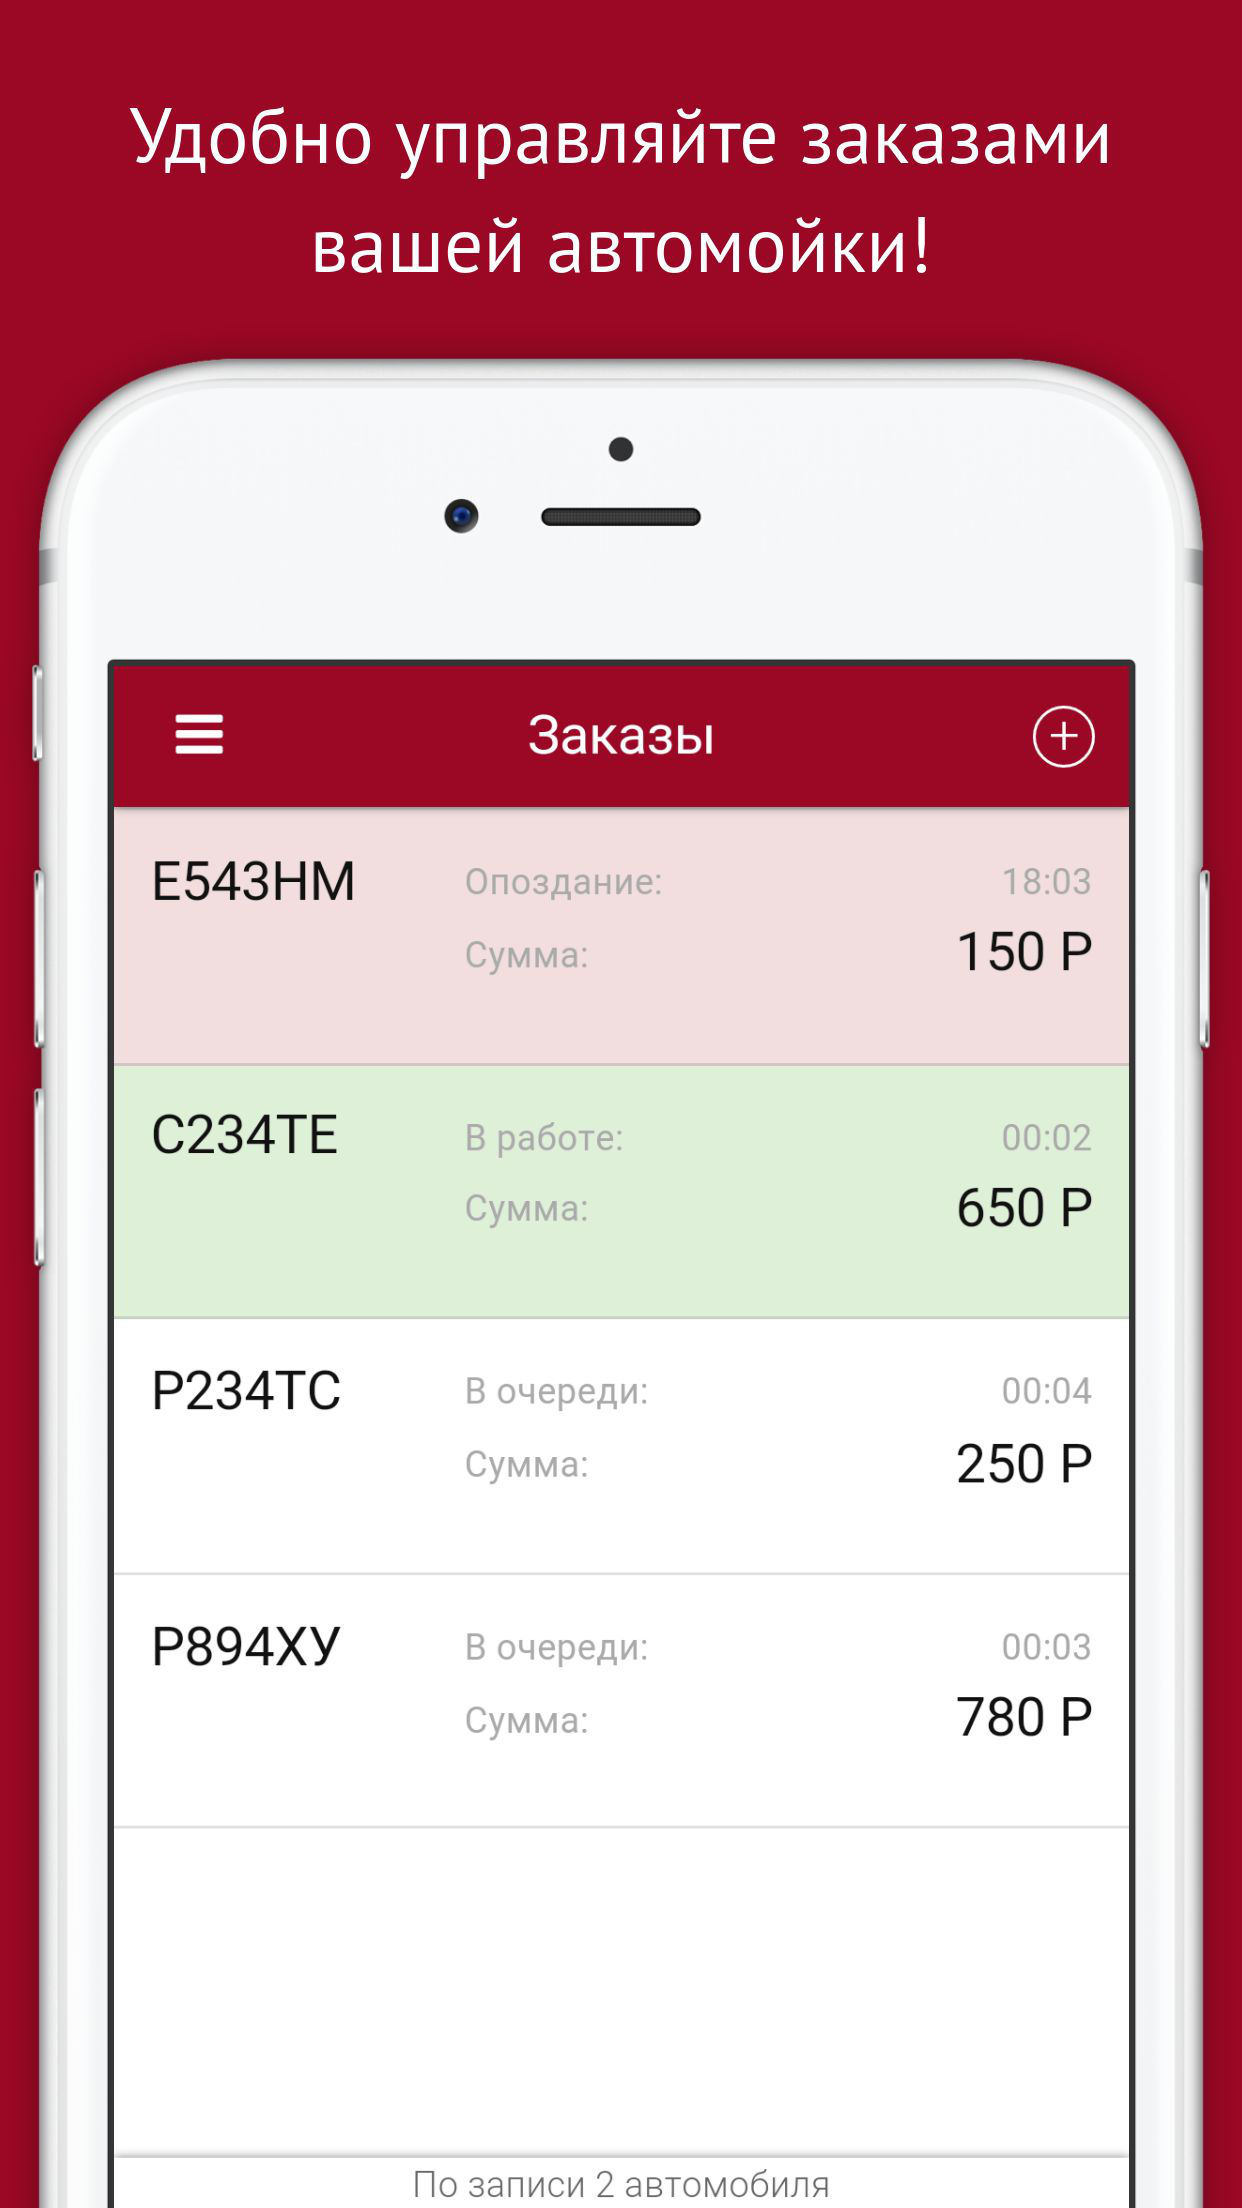 Удобно управляйте заказами
вашей автомойки!
Заказы
Е543НМ Опоздание: 18:03
Сумма: 150 Р
С234ТЕ В работе: 00:02
Сумма: 650 Р
Р234ТС В очереди: 00:04
Сумма: 250 Р
Р894ХУ В очереди: 00:03
Сумма: 780 Р
По записи 2 автомобиля